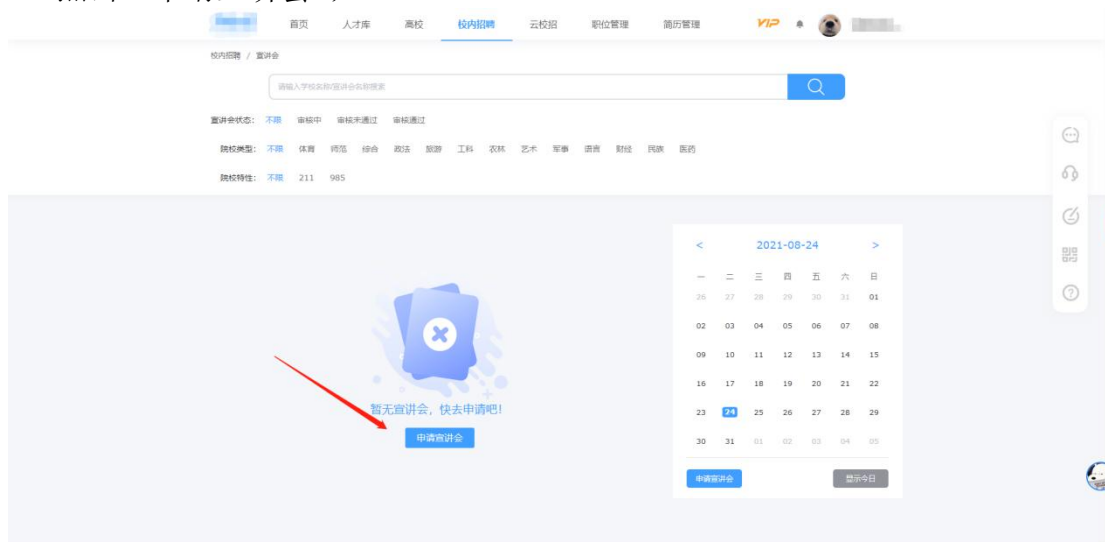 首页 人才库 高校 校内招聘 云校招 职位管理 简历管理 VIP
校内招聘 / 宣讲会
请输入学校名称/宣讲会名称搜索
宣讲会状态: 不限 审核中 审核未通过 审核通过
院校类型: 不限 体育 师范 综合 政法 旅游 工科 农林 艺术 军事 语言 财经 民族 医药
院校特性: 不限 211 985
< 2021-08-24 >
一 二 三 四 五 六 日
26 27 28 29 30 31 01
02 03 04 05 06 07 08
09 10 11 12 13 14 15
16 17 18 19 20 21 22
23 24 25 26 27 28 29
30 31 01 02 03 04 05
暂无宣讲会，快去申请吧!
申请宣讲会
申请宣讲会 显示今日